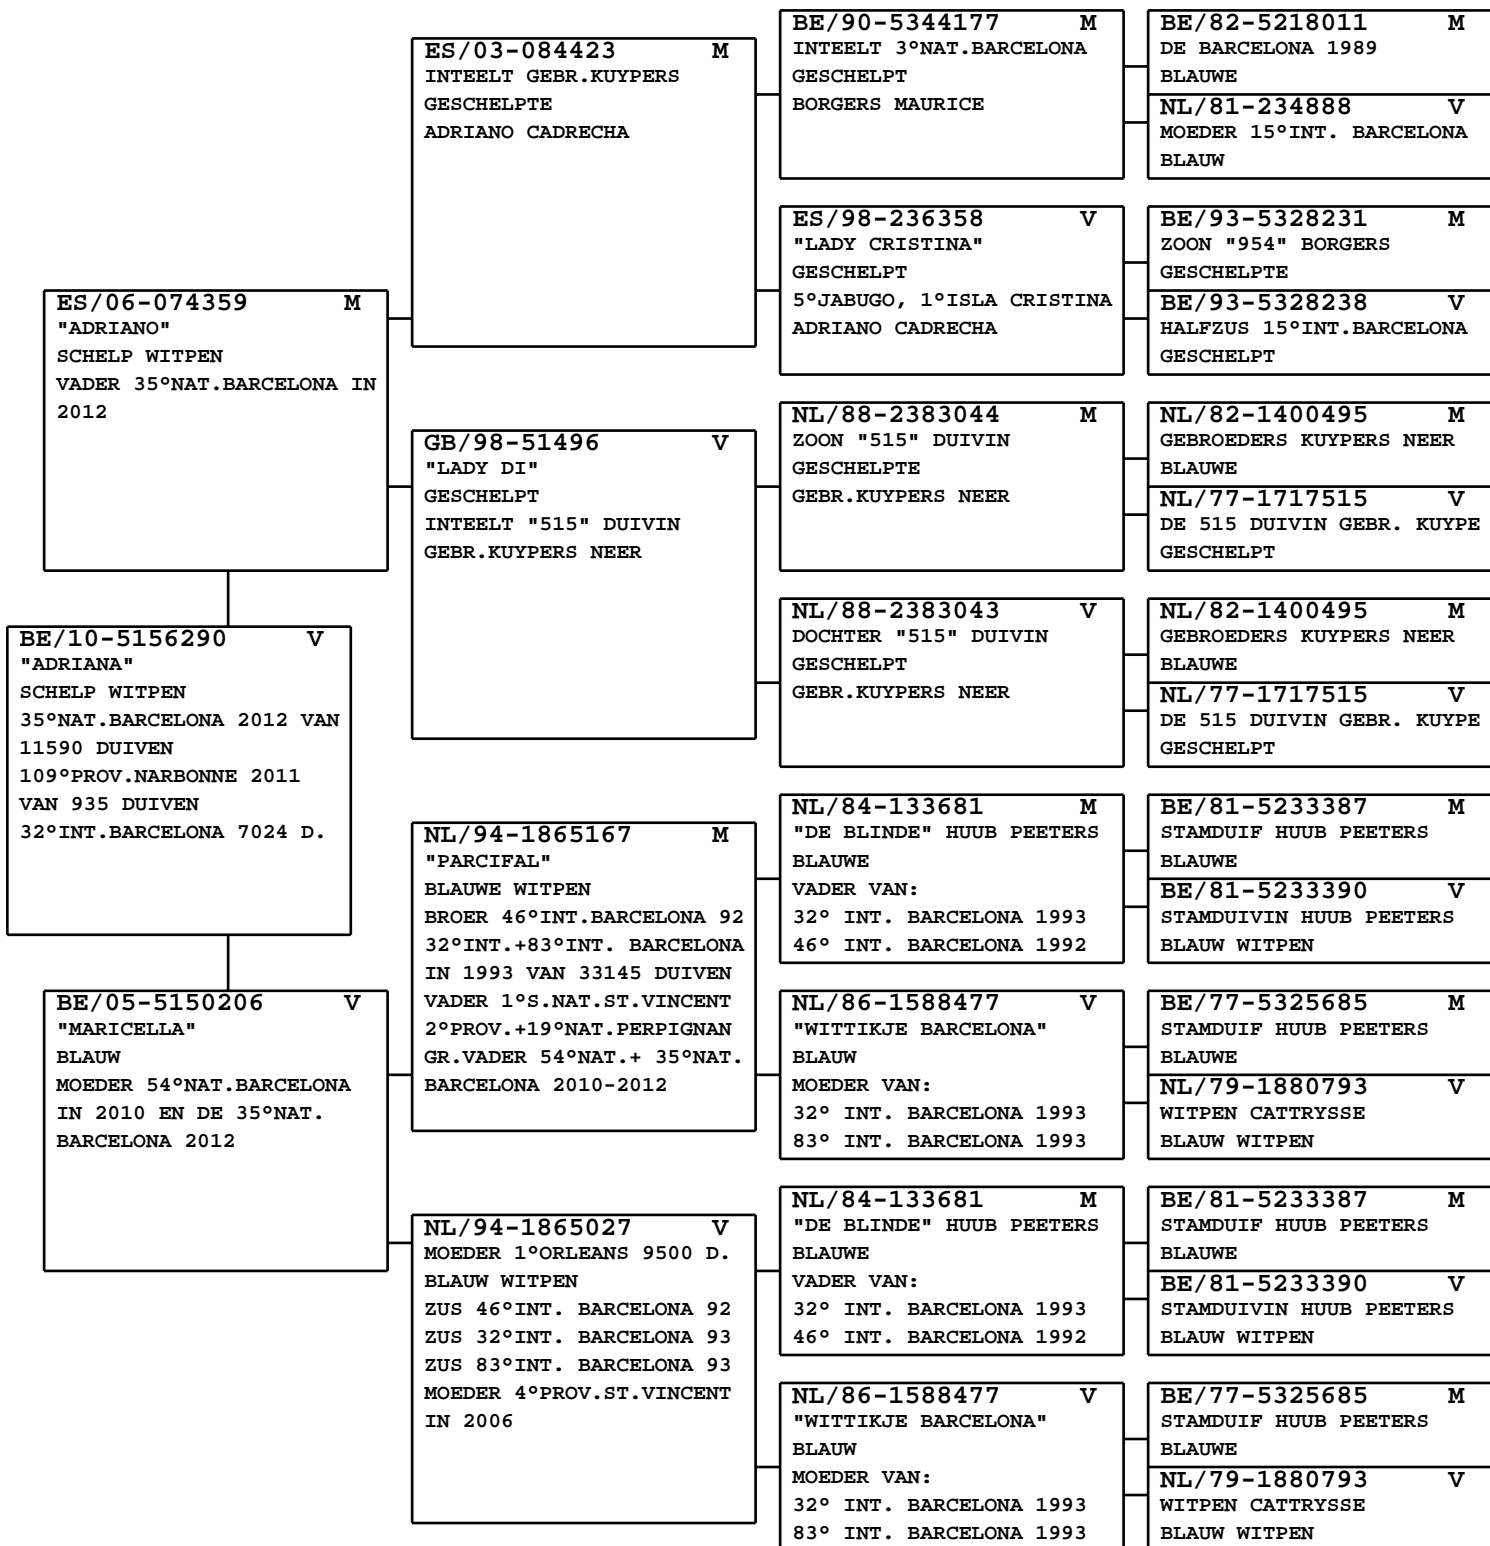 BE/10-5156290 V
"ADRIANA"
SCHELP WITPEN
35°NAT.BARCELONA 2012 VAN
11590 DUIVEN
109°PROV.NARBONNE 2011
VAN 935 DUIVEN
32°INT.BARCELONA 7024 D.
ES/06-074359 M
"ADRIANO"
SCHELP WITPEN
VADER 35°NAT.BARCELONA IN
2012
BE/05-5150206 V
"MARICELLA"
BLAUW
MOEDER 54°NAT.BARCELONA
IN 2010 EN DE 35°NAT.
BARCELONA 2012
ES/03-084423 M
INTEELT GEBR.KUYPERS
GESCHELPTE
ADRIANO CADRECHA
GB/98-51496 V
"LADY DI"
GESCHELPT
INTEELT "515" DUIVIN
GEBR.KUYPERS NEER
NL/94-1865167 M
"PARCIFAL"
BLAUWE WITPEN
BROER 46°INT.BARCELONA 92
32°INT.+83°INT. BARCELONA
IN 1993 VAN 33145 DUIVEN
VADER 1°S.NAT.ST.VINCENT
2°PROV.+19°NAT.PERPIGNAN
GR.VADER 54°NAT.+ 35°NAT.
BARCELONA 2010-2012
NL/94-1865027 V
MOEDER 1°ORLEANS 9500 D.
BLAUW WITPEN
ZUS 46°INT. BARCELONA 92
ZUS 32°INT. BARCELONA 93
ZUS 83°INT. BARCELONA 93
MOEDER 4°PROV.ST.VINCENT
IN 2006
BE/90-5344177 M
INTEELT 3°NAT.BARCELONA
GESCHELPT
BORGERS MAURICE
ES/98-236358 V
"LADY CRISTINA"
GESCHELPT
5°JABUGO, 1°ISLA CRISTINA
ADRIANO CADRECHA
NL/88-2383044 M
ZOON "515" DUIVIN
GESCHELPTE
GEBR.KUYPERS NEER
NL/88-2383043 V
DOCHTER "515" DUIVIN
GESCHELPT
GEBR.KUYPERS NEER
NL/84-133681 M
"DE BLINDE" HUUB PEETERS
BLAUWE
VADER VAN:
32° INT. BARCELONA 1993
46° INT. BARCELONA 1992
NL/86-1588477 V
"WITTIKJE BARCELONA"
BLAUW
MOEDER VAN:
32° INT. BARCELONA 1993
83° INT. BARCELONA 1993
NL/84-133681 M
"DE BLINDE" HUUB PEETERS
BLAUWE
VADER VAN:
32° INT. BARCELONA 1993
46° INT. BARCELONA 1992
NL/86-1588477 V
"WITTIKJE BARCELONA"
BLAUW
MOEDER VAN:
32° INT. BARCELONA 1993
83° INT. BARCELONA 1993
BE/82-5218011 M
DE BARCELONA 1989
BLAUWE
NL/81-234888 V
MOEDER 15°INT. BARCELONA
BLAUW
BE/93-5328231 M
ZOON "954" BORGERS
GESCHELPTE
BE/93-5328238 V
HALFZUS 15°INT.BARCELONA
GESCHELPT
NL/82-1400495 M
GEBROEDERS KUYPERS NEER
BLAUWE
NL/77-1717515 V
DE 515 DUIVIN GEBR. KUYPE
GESCHELPT
NL/82-1400495 M
GEBROEDERS KUYPERS NEER
BLAUWE
NL/77-1717515 V
DE 515 DUIVIN GEBR. KUYPE
GESCHELPT
BE/81-5233387 M
STAMDUIF HUUB PEETERS
BLAUWE
BE/81-5233390 V
STAMDUIVIN HUUB PEETERS
BLAUW WITPEN
BE/77-5325685 M
STAMDUIF HUUB PEETERS
BLAUWE
NL/79-1880793 V
WITPEN CATTRYSSE
BLAUW WITPEN
BE/81-5233387 M
STAMDUIF HUUB PEETERS
BLAUWE
BE/81-5233390 V
STAMDUIVIN HUUB PEETERS
BLAUW WITPEN
BE/77-5325685 M
STAMDUIF HUUB PEETERS
BLAUWE
NL/79-1880793 V
WITPEN CATTRYSSE
BLAUW WITPEN